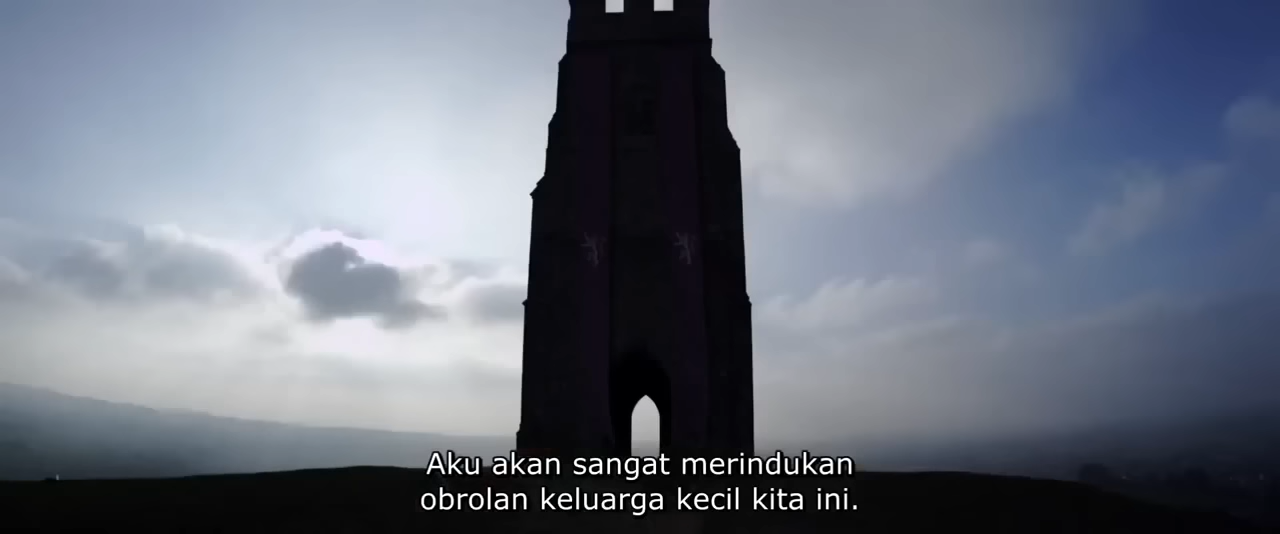 Aku akan sangat merindukan
obrolan keluarga kecil kita ini.